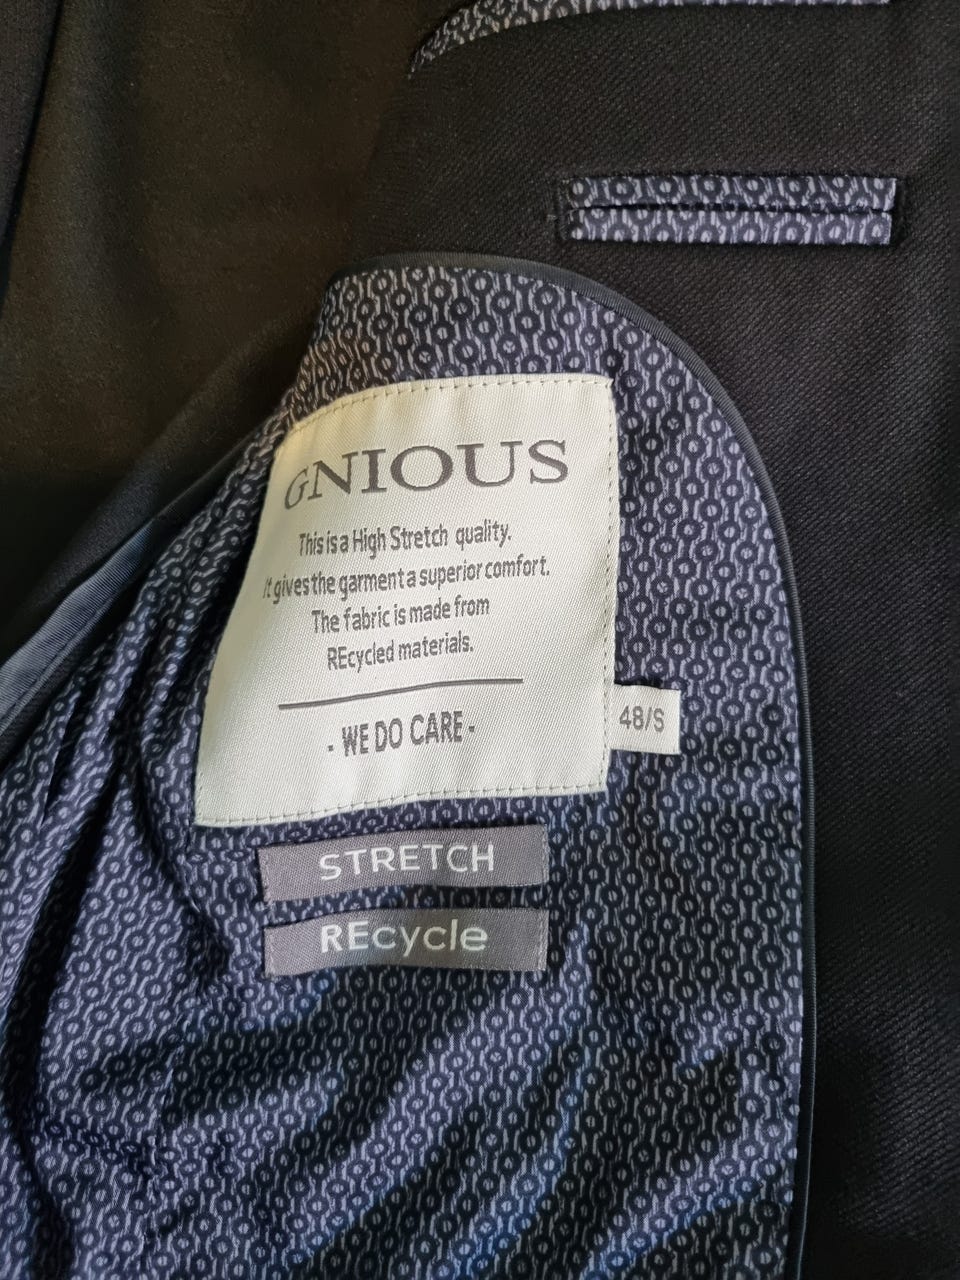 GNIOUS
This is a High Stretch quality.
It gives the garment a superior comfort.
The fabric is made from
REcycled materials.
- WE DO CARE -
48/S
STRETCH
REcycle